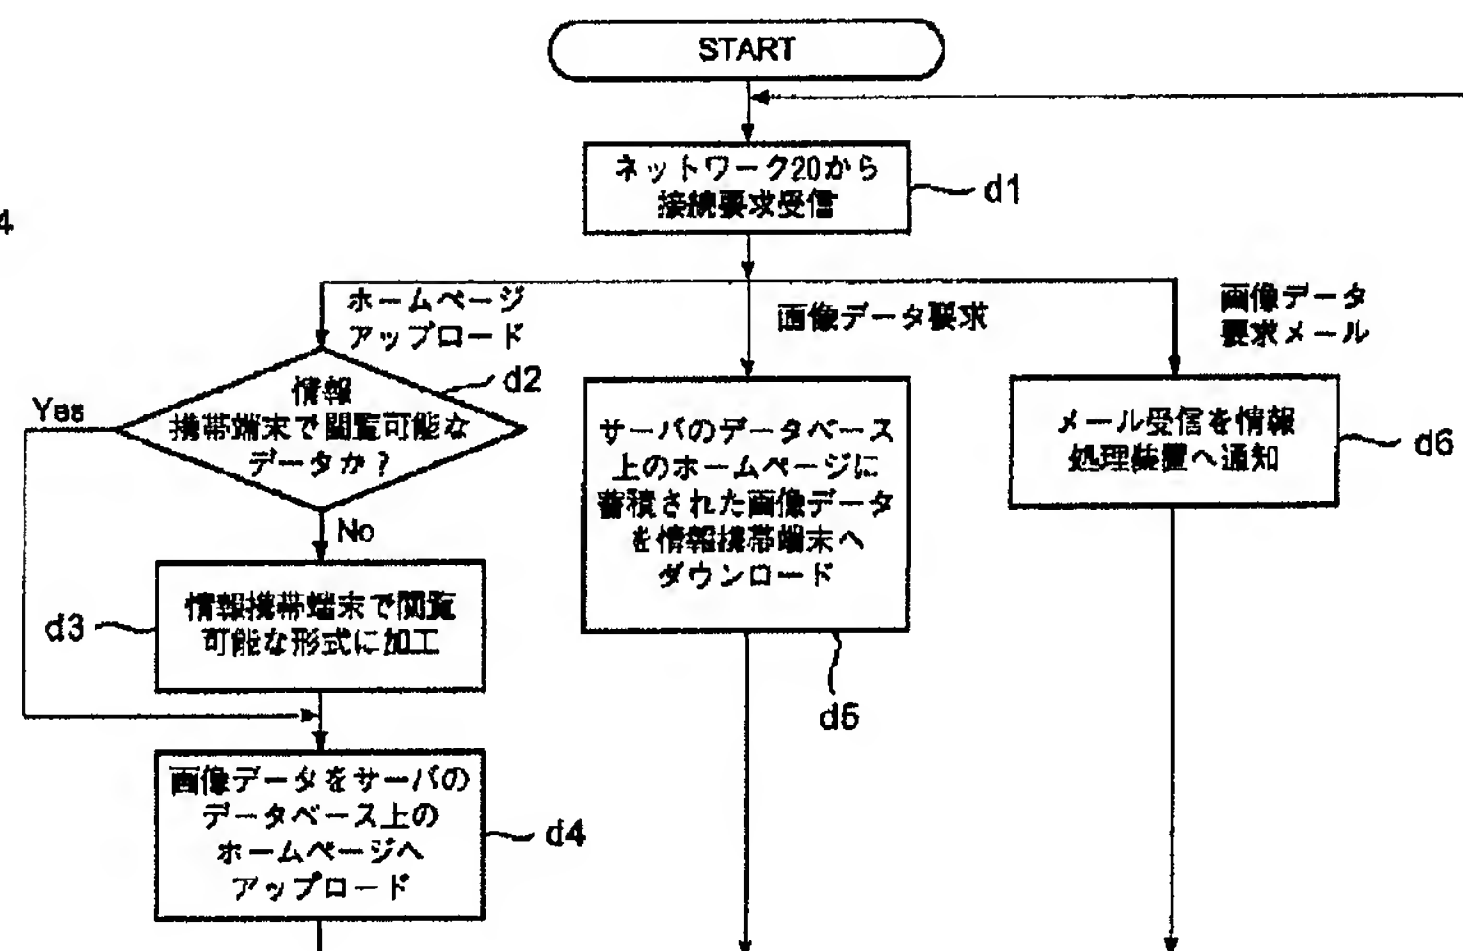 START
ネットワーク20から
接続要求受信
d1
4
ホームページ
アップロード
画像データ要求
画像データ
要求メール
情報
携帯端末で閲覧可能な
データか？
d2
Yes
No
サーバのデータベース
上のホームページに
蓄積された画像データ
を情報携帯端末へ
ダウンロード
d5
メール受信を情報
処理装置へ通知
d6
情報携帯端末で閲覧
可能な形式に加工
d3
画像データをサーバの
データベース上の
ホームページへ
アップロード
d4